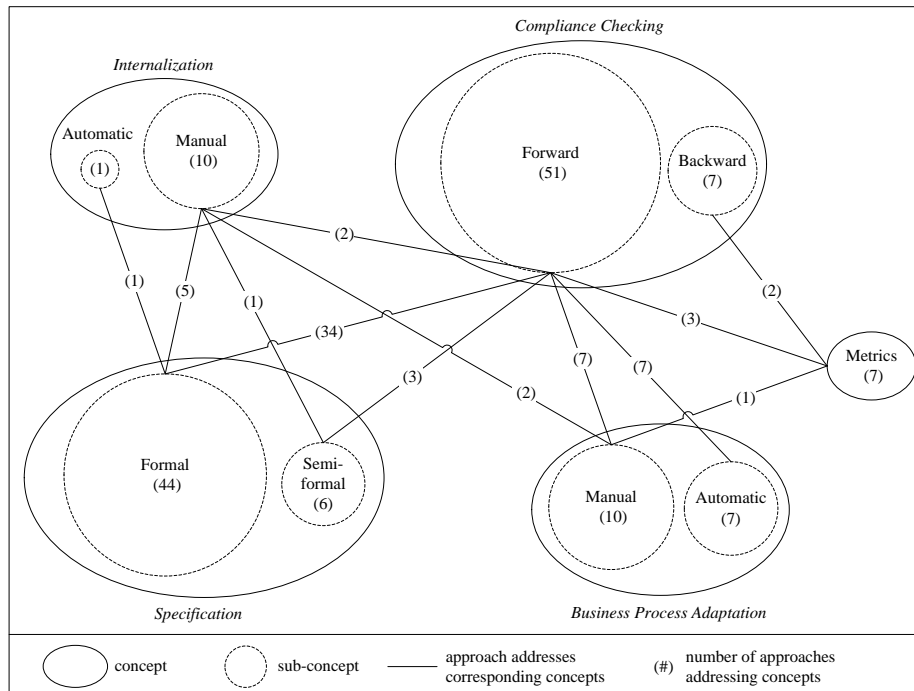 Compliance Checking
Internalization
Automatic
(1)
Manual
(10)
Forward
(51)
Backward
(7)
(2)
(1)
(5)
(1)
(2)
(34)
(3)
(7)
(7)
(3)
(2)
(1)
Metrics
(7)
Formal
(44)
Semi-
formal
(6)
Manual
(10)
Automatic
(7)
Specification
Business Process Adaptation
concept
sub-concept
approach addresses
corresponding concepts
(#)
number of approaches
addressing concepts